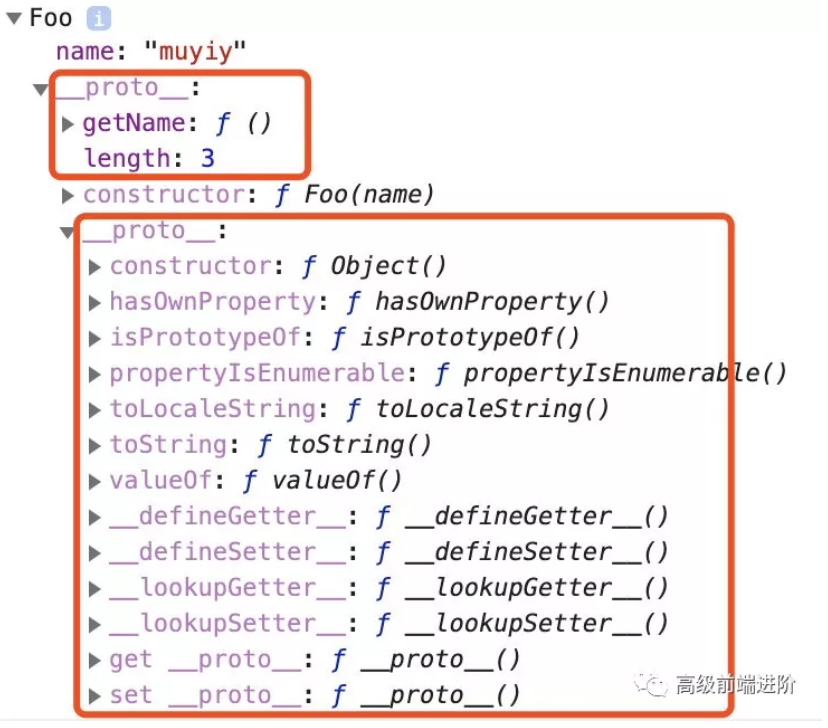 Foo i
name: "muyiy"
__proto__:
getName: ƒ ()
length: 3
constructor: ƒ Foo(name)
__proto__:
constructor: ƒ Object()
hasOwnProperty: ƒ hasOwnProperty()
isPrototypeOf: ƒ isPrototypeOf()
propertyIsEnumerable: ƒ propertyIsEnumerable()
toLocaleString: ƒ toLocaleString()
toString: ƒ toString()
valueOf: ƒ valueOf()
__defineGetter__: ƒ __defineGetter__()
__defineSetter__: ƒ __defineSetter__()
__lookupGetter__: ƒ __lookupGetter__()
__lookupSetter__: ƒ __lookupSetter__()
get __proto__: ƒ __proto__()
set __proto__: ƒ __proto__()
高级前端进阶